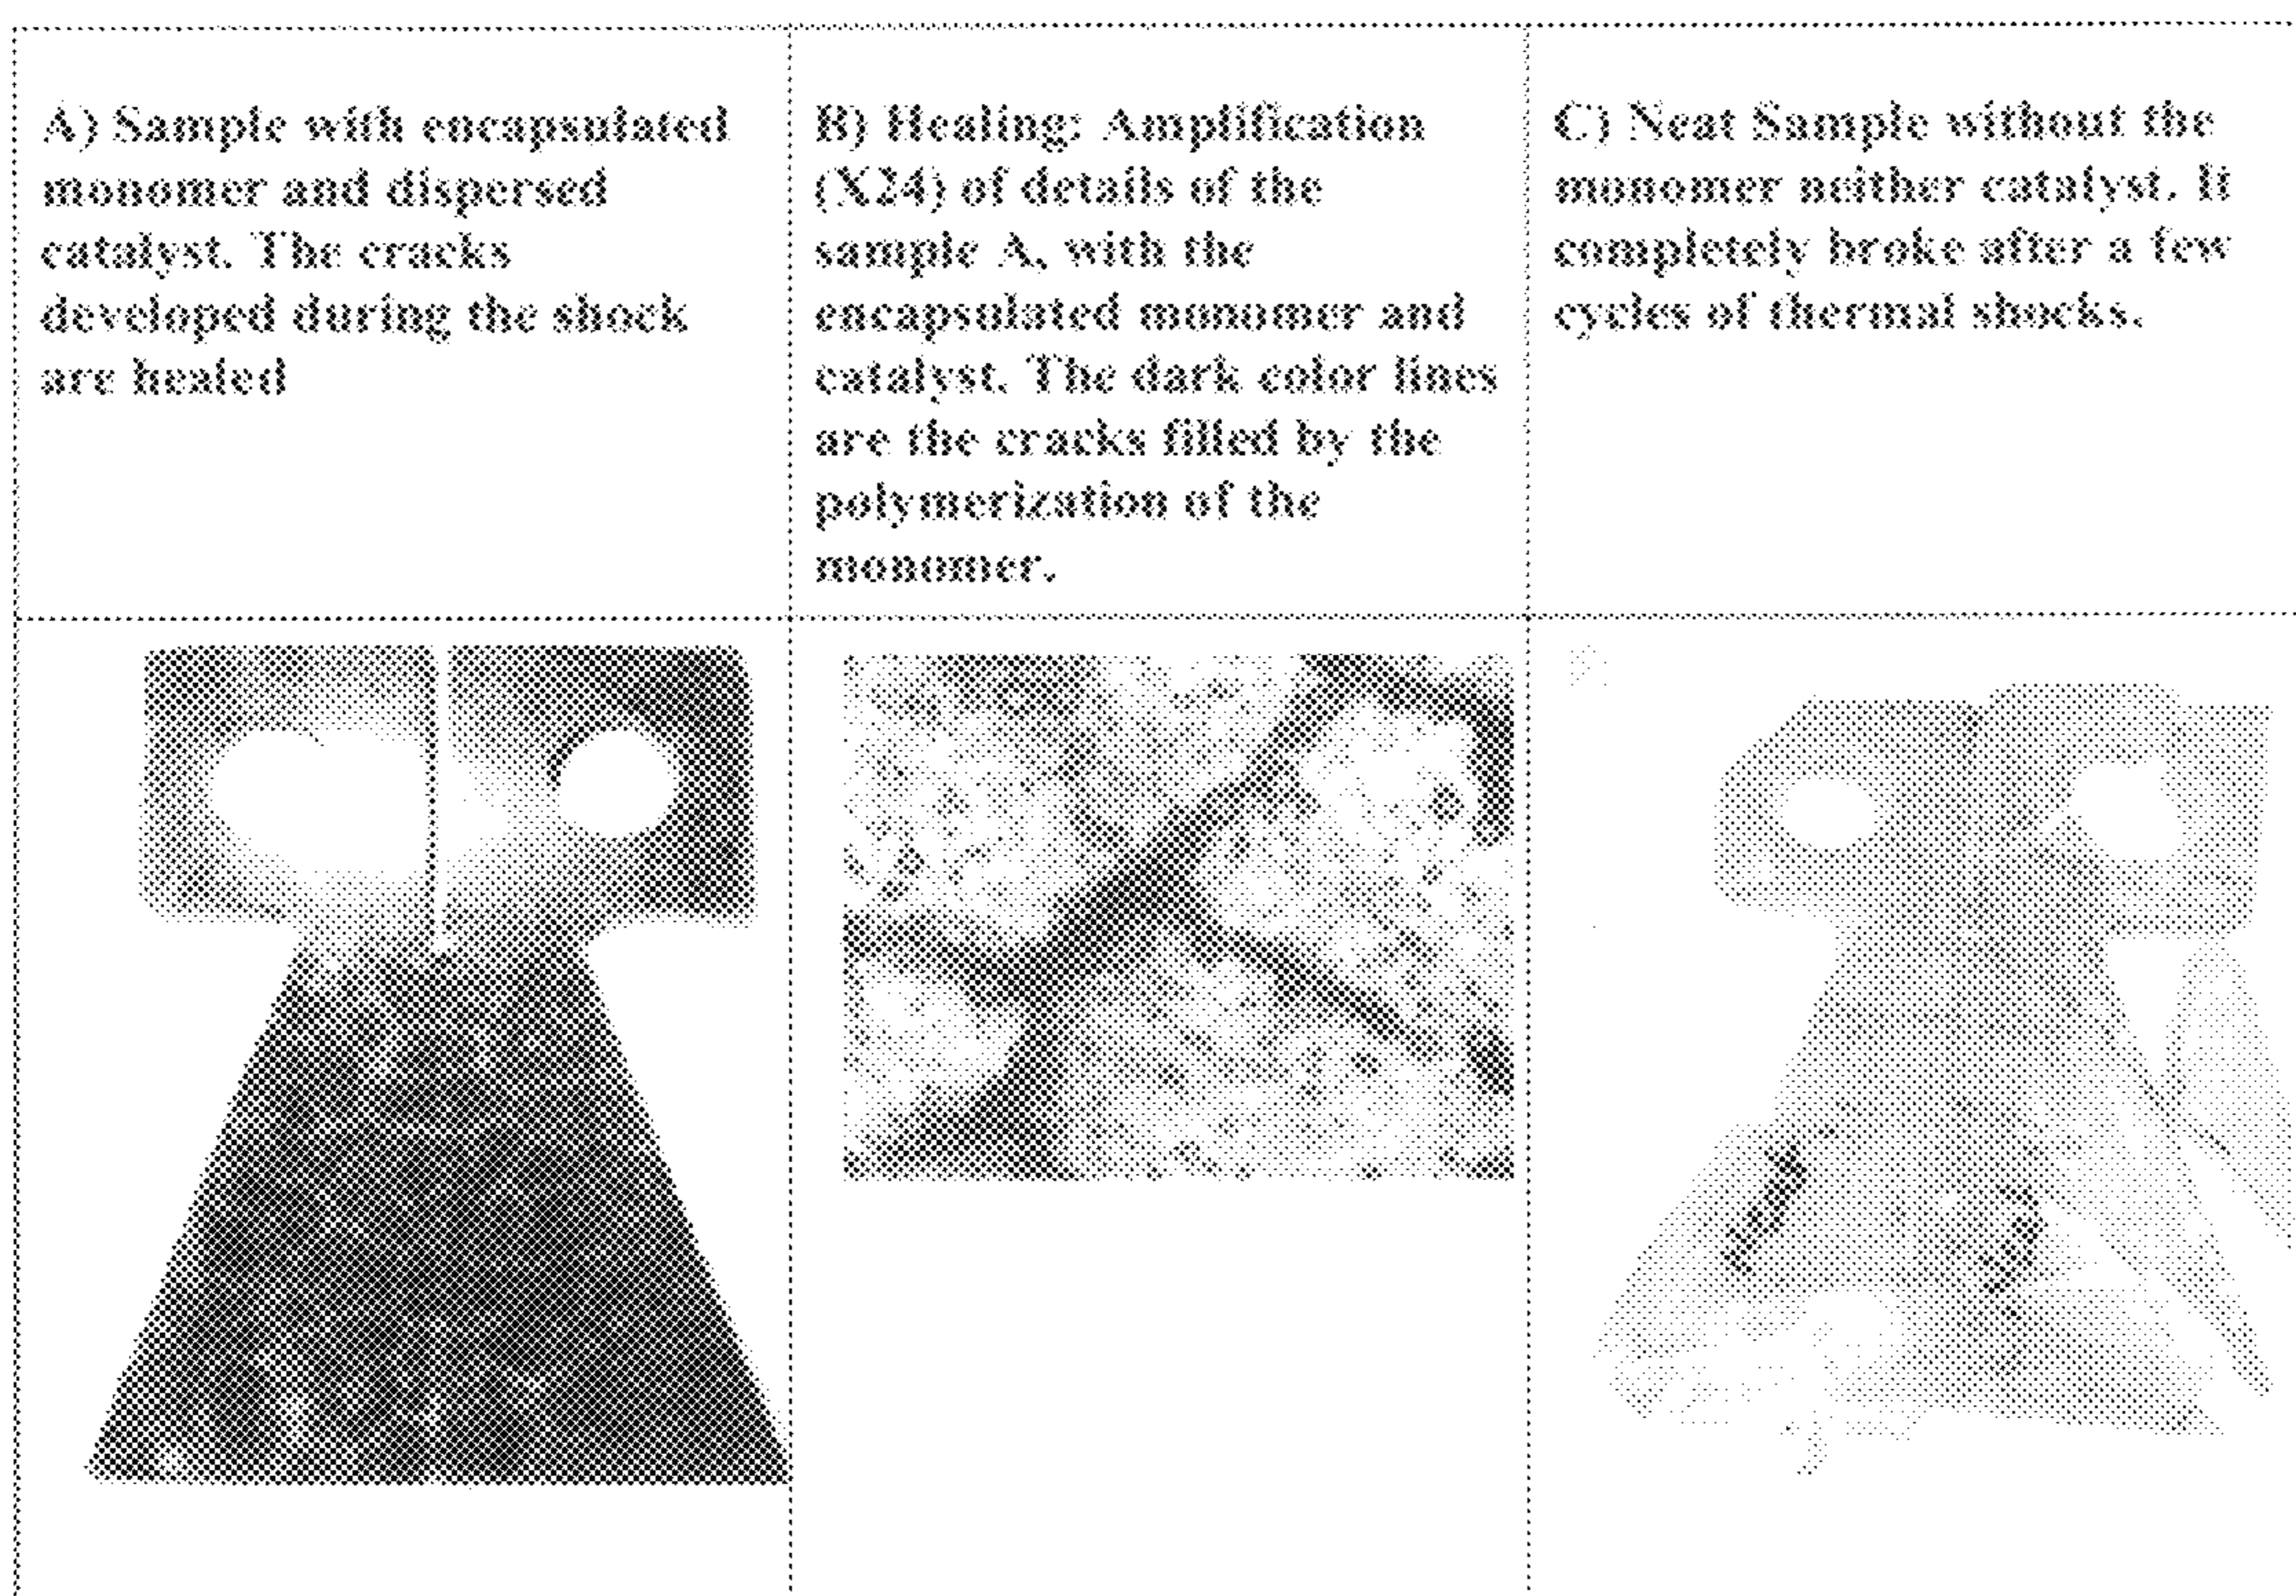 A) Sample with encapsulated
monomer and dispersed
catalyst. The cracks
developed during the shock
are healed
B) Healing: Amplification
(X24) of details of the
sample A, with the
encapsulated monomer and
catalyst. The dark color lines
are the cracks filled by the
polymerization of the
monomer.
C) Neat Sample without the
monomer neither catalyst. It
completely broke after a few
cycles of thermal shocks.
1
2